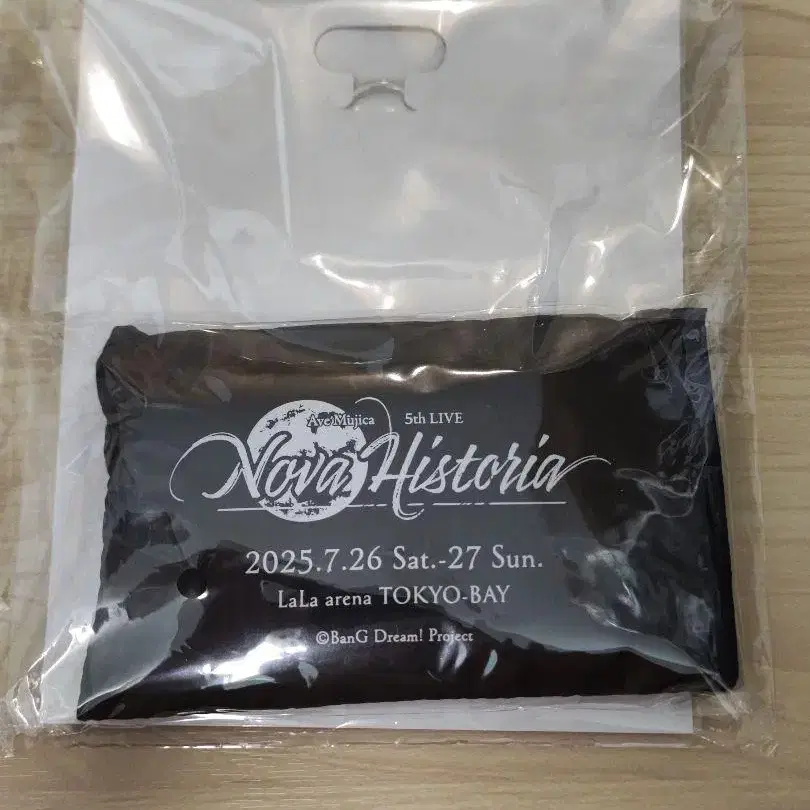 Ave Mujica 5th LIVE
Nova Historia
2025.7.26 Sat.-27 Sun.
LaLa arena TOKYO-BAY
©BanG Dream! Project